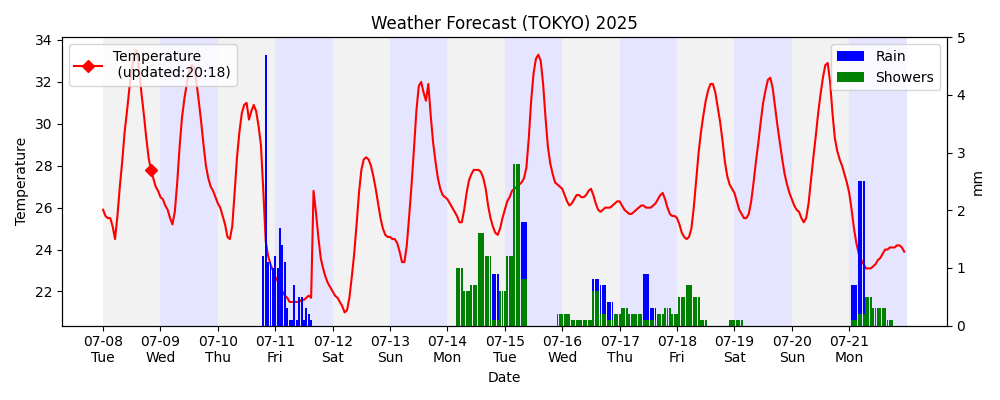 Weather Forecast (TOKYO) 2025
Temperature
(updated:20:18)
Rain
Showers
34
32
30
28
26
24
22
Temperature
5
4
3
2
1
0
mm
07-08 07-09 07-10 07-11 07-12 07-13 07-14 07-15 07-16 07-17 07-18 07-19 07-20 07-21
Tue Wed Thu Fri Sat Sun Mon Tue Wed Thu Fri Sat Sun Mon
Date